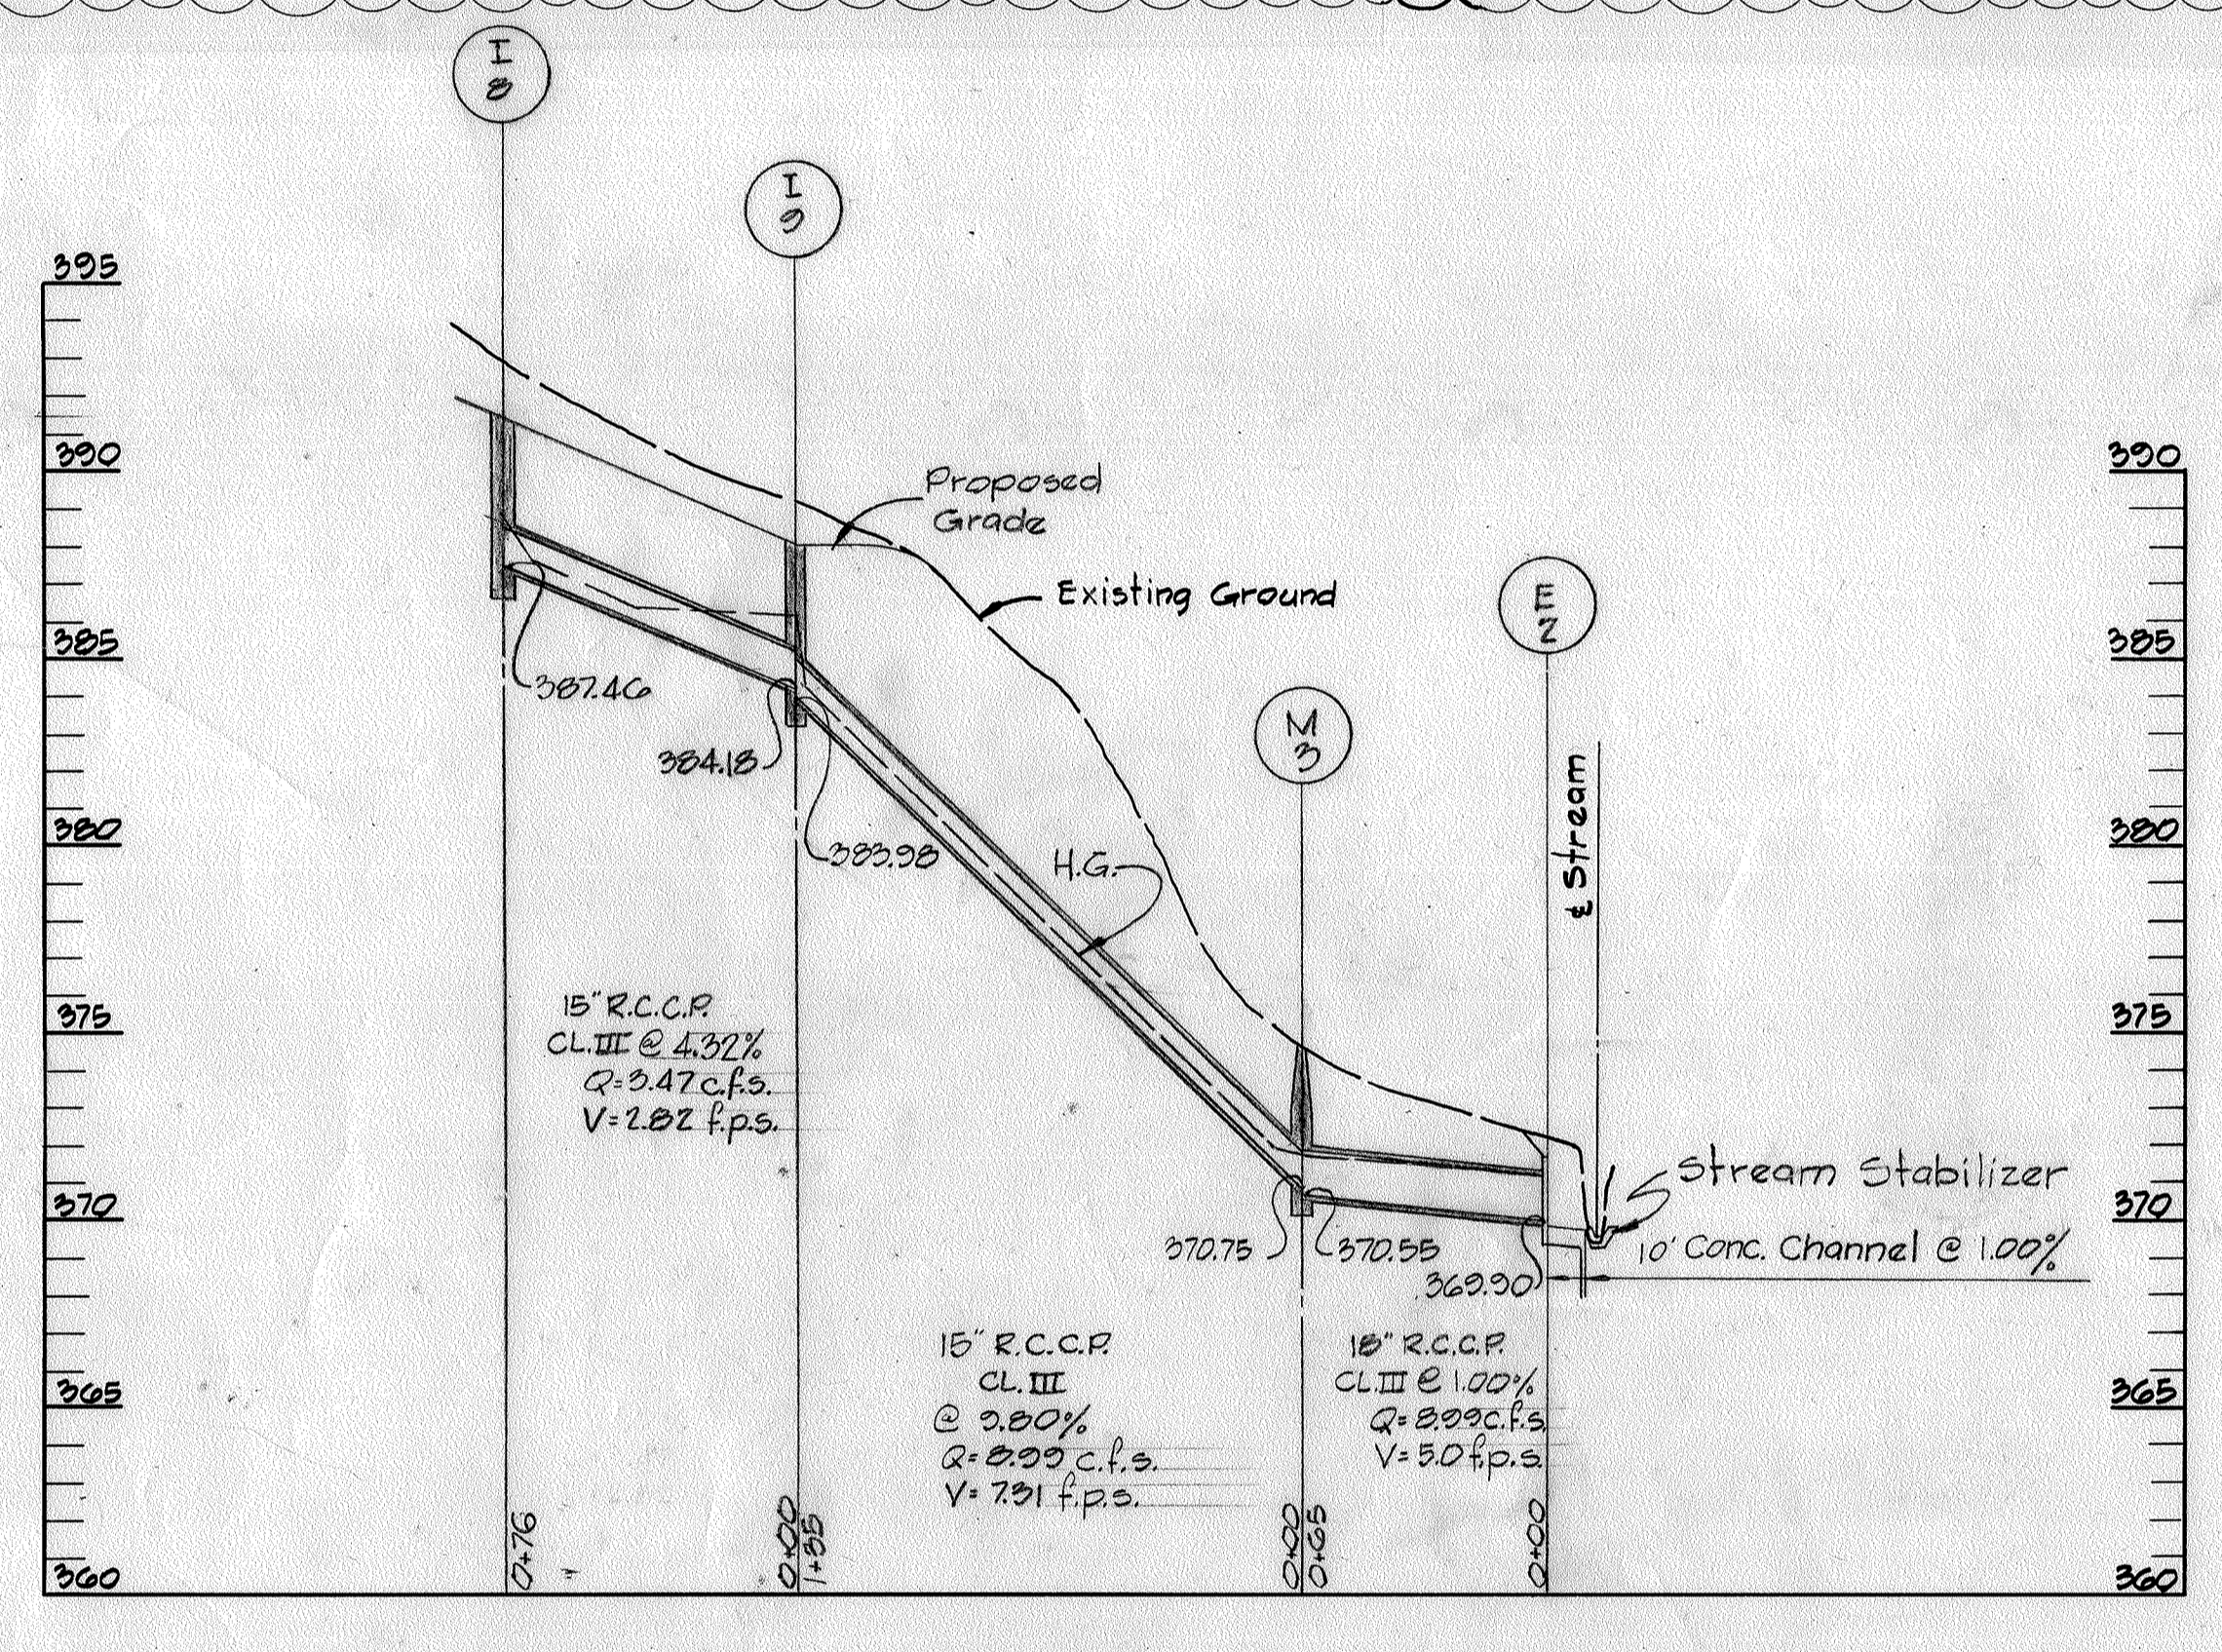 I
8
I
9
395
390
385
380
375
370
365
360
390
385
380
375
370
365
360
Proposed
Grade
Existing Ground
E
2
M
3
℄ Stream
387.46
384.18
383.98
H.G.
15" R.C.C.P.
CL. III @ 4.32%
Q=3.47 c.f.s.
V=2.82 f.p.s.
Stream Stabilizer
10' Conc. Channel @ 1.00%
370.75
370.55
369.90
15" R.C.C.P.
CL. III
@ 9.80%
Q=8.99 c.f.s.
V= 7.31 f.p.s.
18" R.C.C.P.
CL. III @ 1.00%
Q=8.99 c.f.s.
V= 5.0 f.p.s.
0+76
0+00
1+35
0+00
0+65
0+00